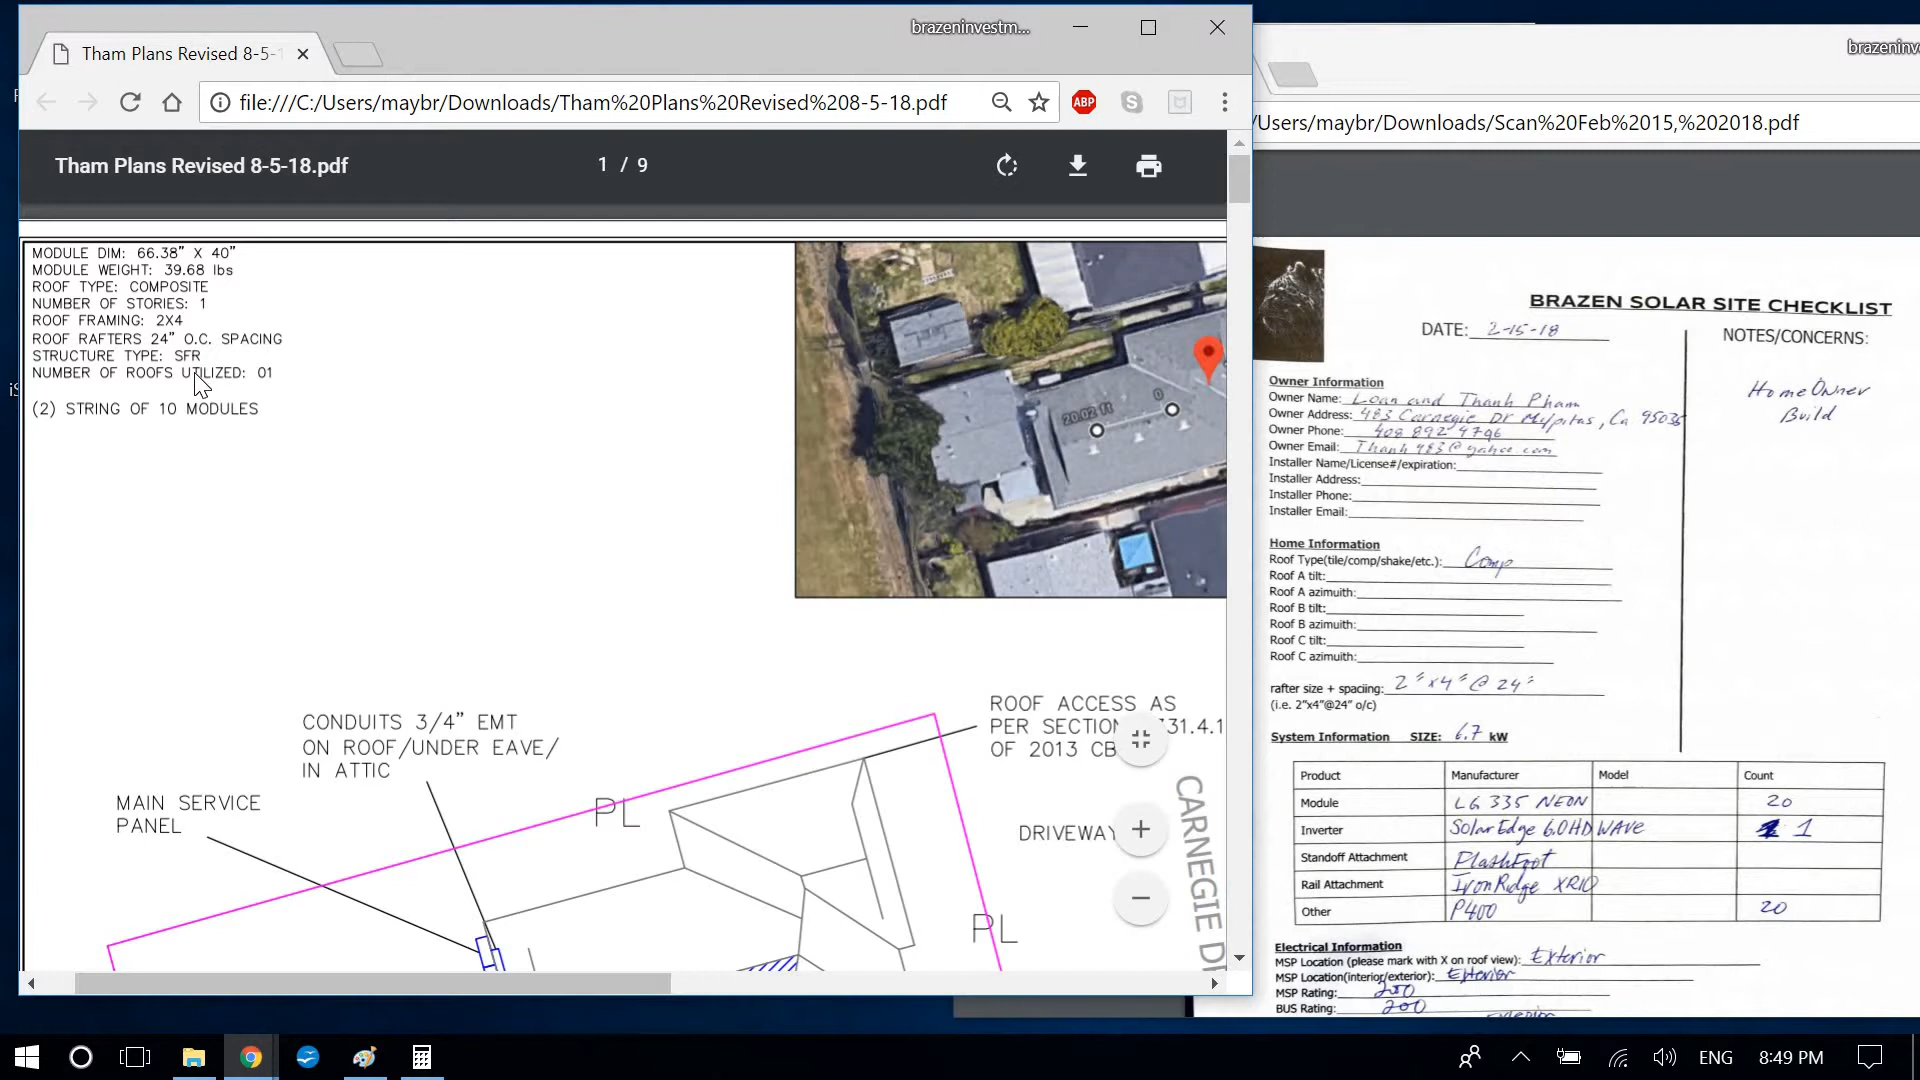 brazeninvestm...
Tham Plans Revised 8-5-1
file:///C:/Users/maybr/Downloads/Tham%20Plans%20Revised%208-5-18.pdf
ABP
Tham Plans Revised 8-5-18.pdf
1 / 9
MODULE DIM: 66.38" X 40"
MODULE WEIGHT: 39.68 lbs
ROOF TYPE: COMPOSITE
NUMBER OF STORIES: 1
ROOF FRAMING: 2X4
ROOF RAFTERS 24" O.C. SPACING
STRUCTURE TYPE: SFR
NUMBER OF ROOFS UTILIZED: 01
(2) STRING OF 10 MODULES
20.02 ft
0
CONDUITS 3/4" EMT
ON ROOF/UNDER EAVE/
IN ATTIC
MAIN SERVICE
PANEL
PL
ROOF ACCESS AS
PER SECTION 331.4.1
OF 2013 CB
DRIVEWAY
CARNEGIE D
PL
brazeninv
/Users/maybr/Downloads/Scan%20Feb%2015,%202018.pdf
BRAZEN SOLAR SITE CHECKLIST
DATE: 2-15-18
NOTES/CONCERNS:
Home Owner
Build
Owner Information
Owner Name: Loan and Thanh Pham
Owner Address: 483 Carnegie Dr Milpitas, Ca 95035
Owner Phone: 408 892 4796
Owner Email: Thanh483@yahoo.com
Installer Name/License#/expiration:
Installer Address:
Installer Phone:
Installer Email:
Home Information
Roof Type(tile/comp/shake/etc.): Comp
Roof A tilt:
Roof A azimuth:
Roof B tilt:
Roof B azimuth:
Roof C tilt:
Roof C azimuth:
rafter size + spaciing: 2"x4" @ 24"
(i.e. 2"x4"@24" o/c)
System Information SIZE: 6.7 kW
Product Manufacturer Model Count
Module LG 335 NEON 20
Inverter SolarEdge 6.0HD WAVE 1
Standoff Attachment FlashFoot
Rail Attachment IronRidge XR10
Other P400 20
Electrical Information
MSP Location (please mark with X on roof view): Exterior
MSP Location(interior/exterior): Exterior
MSP Rating: 200
BUS Rating: 200
ENG
8:49 PM